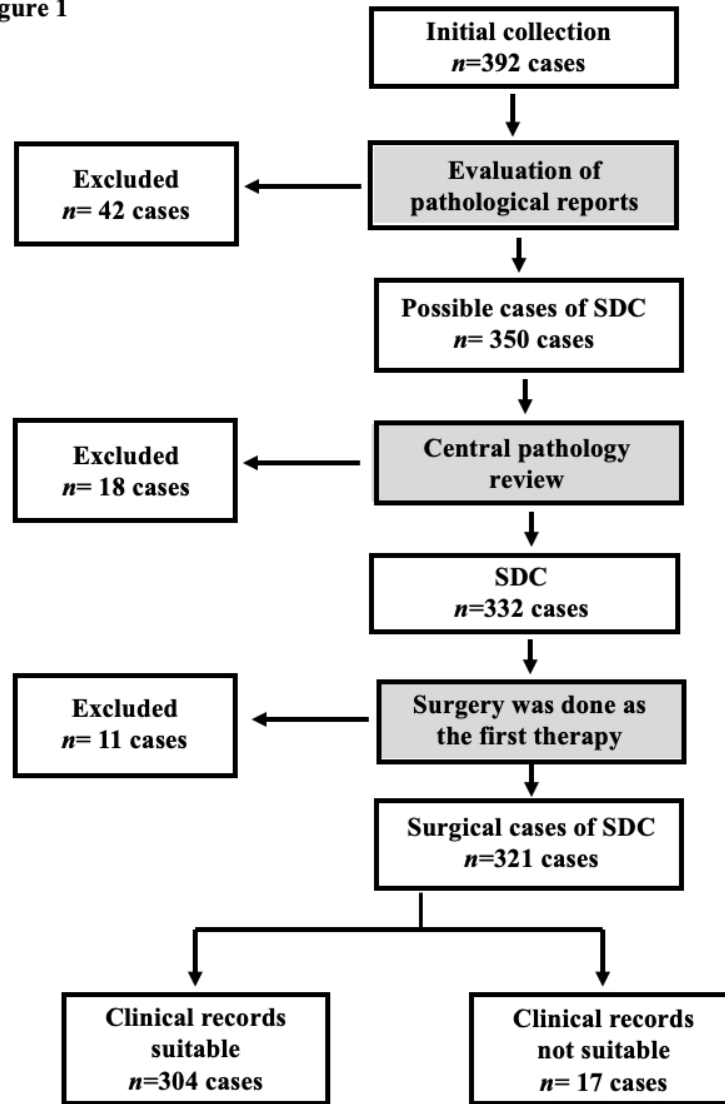 gure 1
Initial collection
n=392 cases
Evaluation of
pathological reports
Excluded
n= 42 cases
Possible cases of SDC
n= 350 cases
Central pathology
review
Excluded
n= 18 cases
SDC
n=332 cases
Surgery was done as
the first therapy
Excluded
n= 11 cases
Surgical cases of SDC
n=321 cases
Clinical records
suitable
n=304 cases
Clinical records
not suitable
n= 17 cases